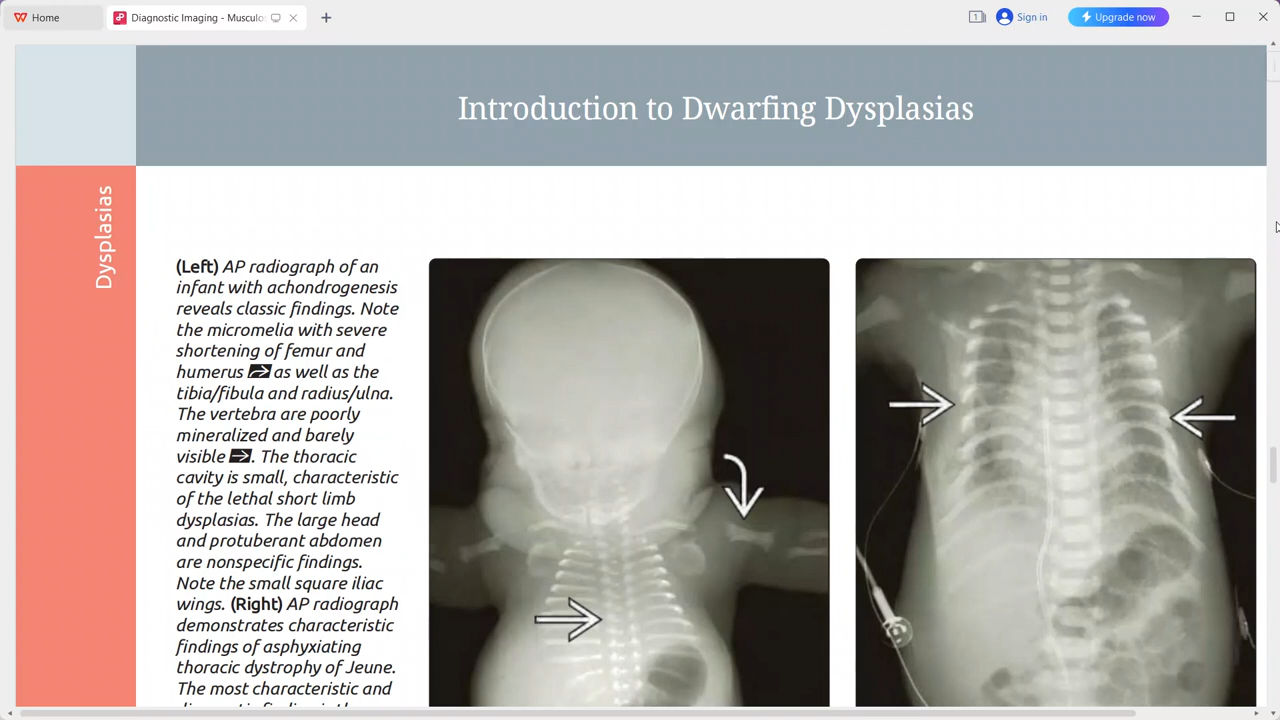 Home
Diagnostic Imaging - Musculo
1
Sign in
Upgrade now
Introduction to Dwarfing Dysplasias
Dysplasias
(Left) AP radiograph of an
infant with achondrogenesis
reveals classic findings. Note
the micromelia with severe
shortening of femur and
humerus as well as the
tibia/fibula and radius/ulna.
The vertebra are poorly
mineralized and barely
visible . The thoracic
cavity is small, characteristic
of the lethal short limb
dysplasias. The large head
and protuberant abdomen
are nonspecific findings.
Note the small square iliac
wings. (Right) AP radiograph
demonstrates characteristic
findings of asphyxiating
thoracic dystrophy of Jeune.
The most characteristic and